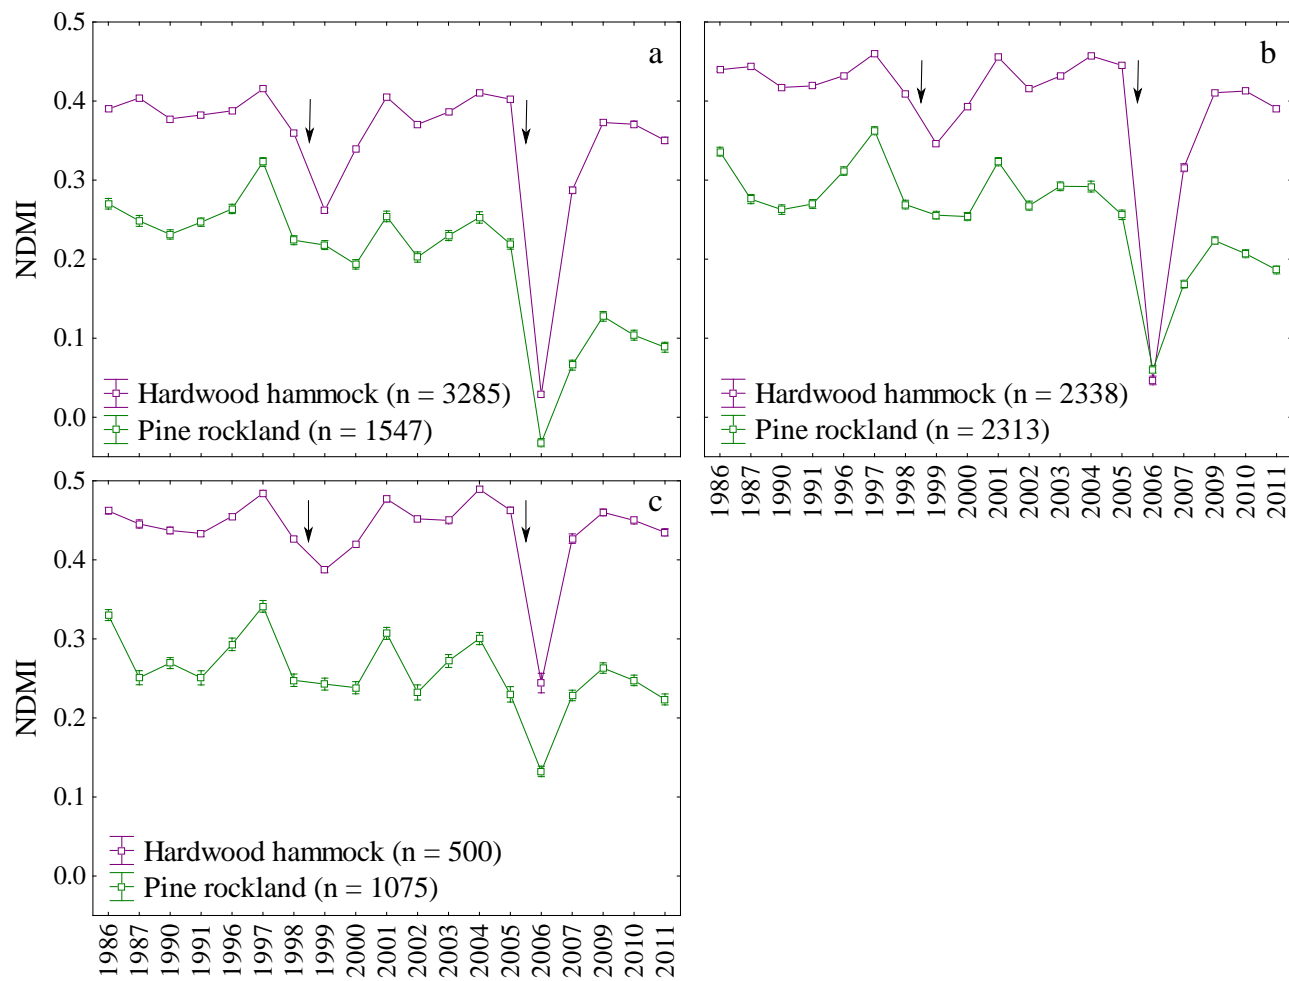 0.5
0.4
0.3
0.2
0.1
0.0
NDMI
a
Hardwood hammock (n = 3285)
Pine rockland (n = 1547)
b
Hardwood hammock (n = 2338)
Pine rockland (n = 2313)
1986 1987 1990 1991 1996 1997 1998 1999 2000 2001 2002 2003 2004 2005 2006 2007 2009 2010 2011
0.5
0.4
0.3
0.2
0.1
0.0
NDMI
c
Hardwood hammock (n = 500)
Pine rockland (n = 1075)
1986 1987 1990 1991 1996 1997 1998 1999 2000 2001 2002 2003 2004 2005 2006 2007 2009 2010 2011